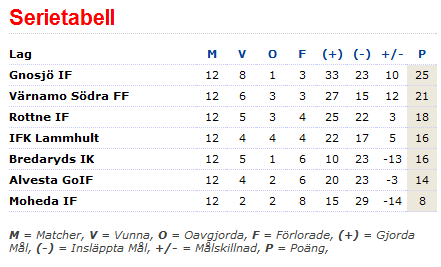 Serietabell
Lag M V O F (+) (-) +/- P
Gnosjö IF 12 8 1 3 33 23 10 25
Värnamo Södra FF 12 6 3 3 27 15 12 21
Rottne IF 12 5 3 4 25 22 3 18
IFK Lammhult 12 4 4 4 22 17 5 16
Bredaryds IK 12 5 1 6 10 23 -13 16
Alvesta GoIF 12 4 2 6 20 23 -3 14
Moheda IF 12 2 2 8 15 29 -14 8
M = Matcher, V = Vunna, O = Oavgjorda, F = Förlorade, (+) = Gjorda
Mål, (-) = Insläppta Mål, +/- = Målskillnad, P = Poäng,